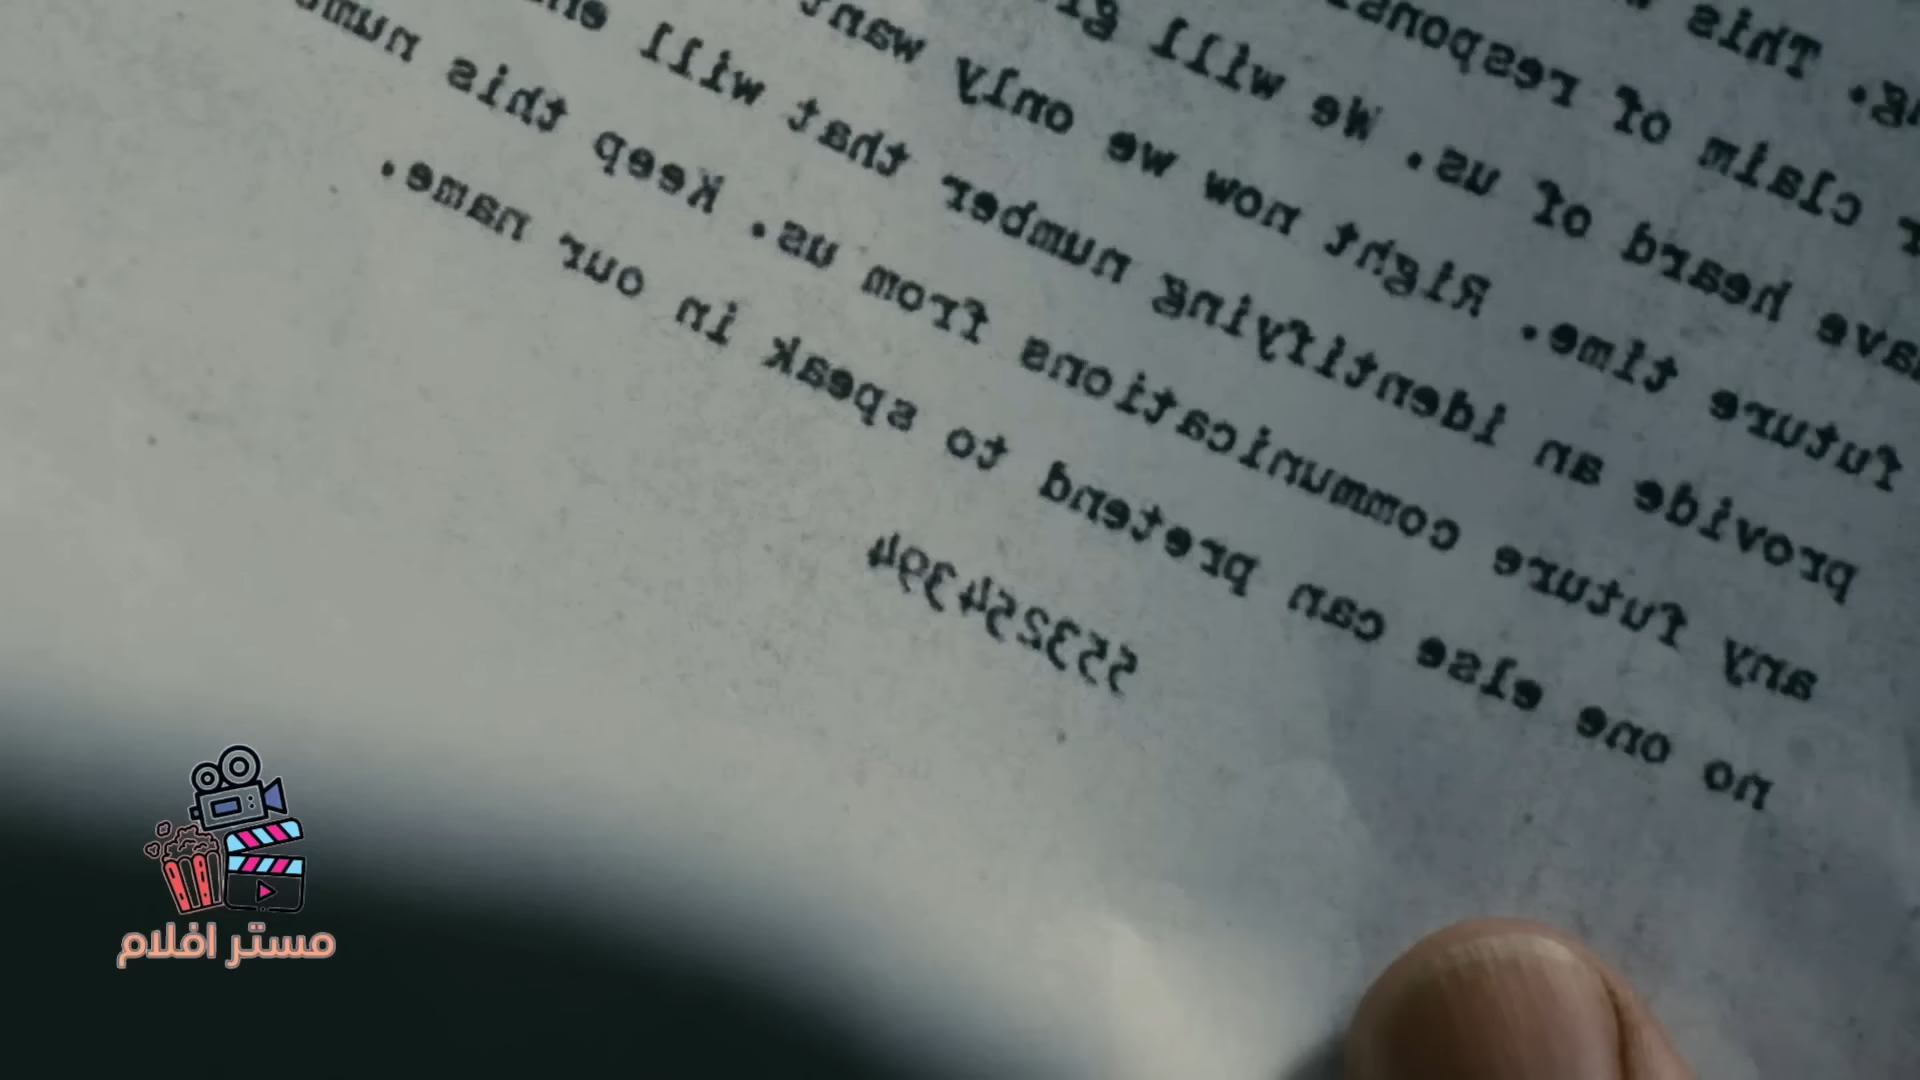 g. This
r claim of
ave heard of us. We will
future time. Right now we only want
provide an identifying number that will
any future communications from us. Keep this
no one else can pretend to speak in our name.
553254394
مستر افلام